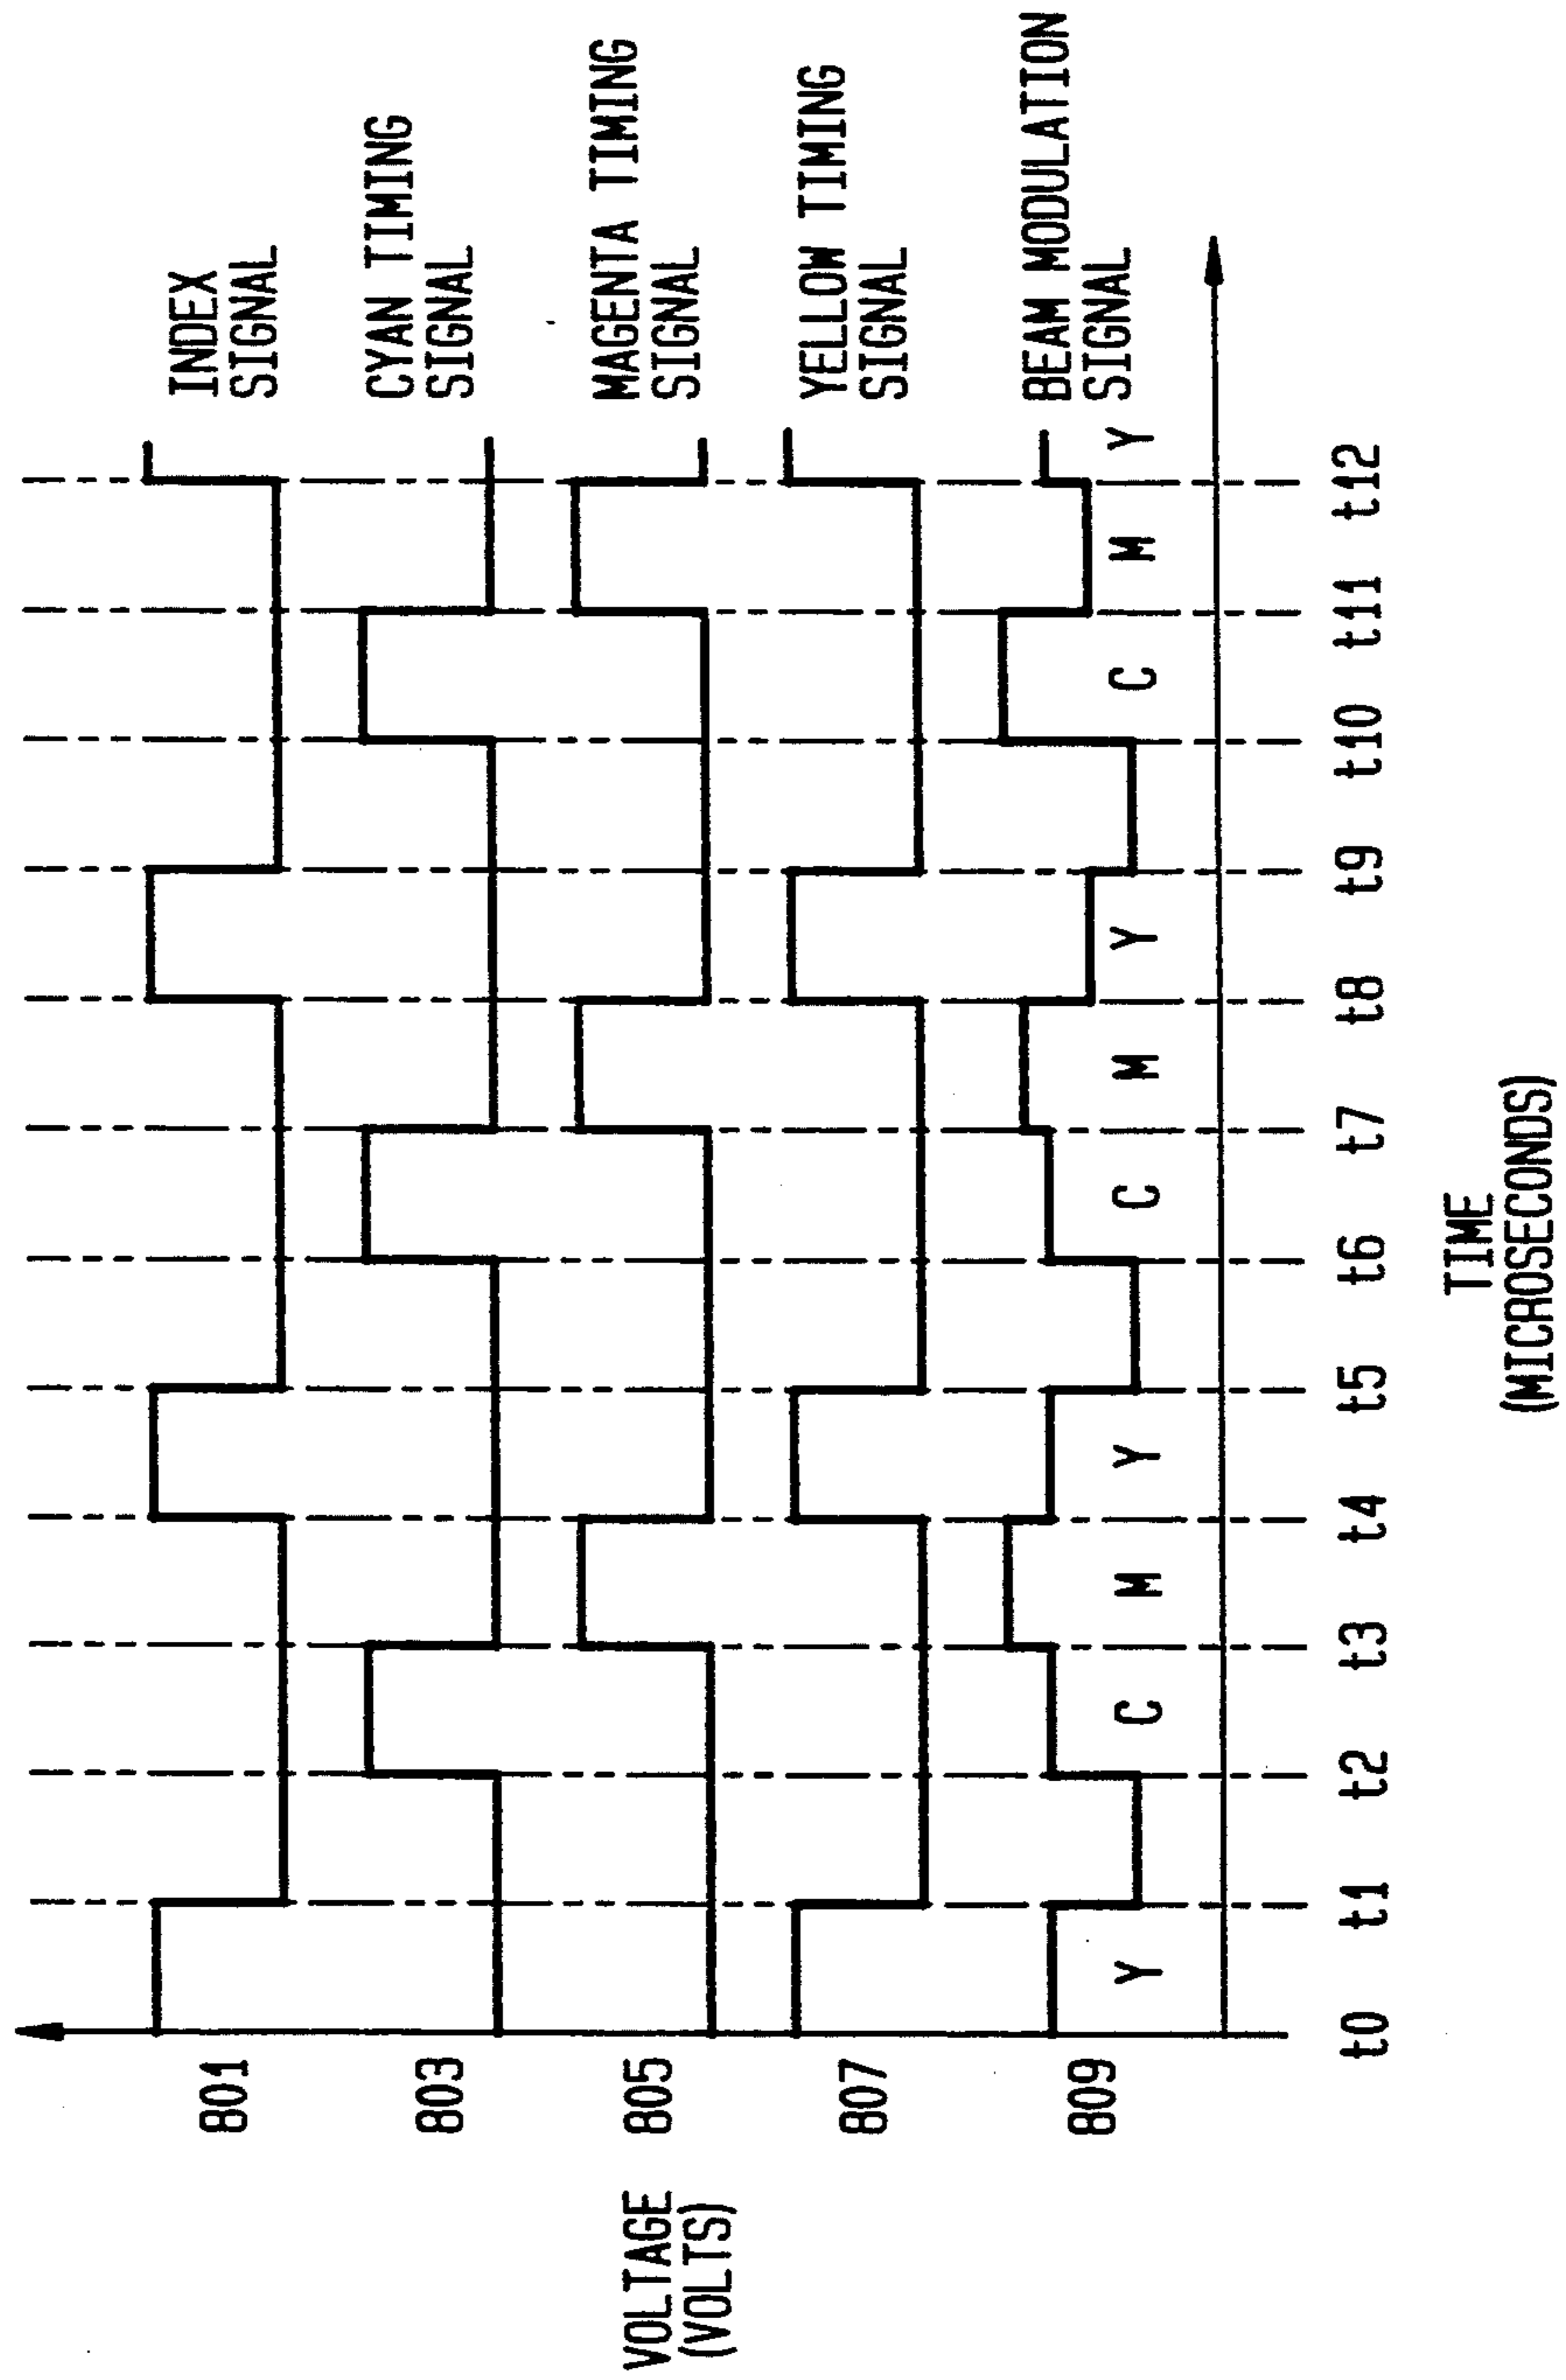 INDEX
SIGNAL
CYAN TIMING
SIGNAL
MAGENTA TIMING
SIGNAL
YELLOW TIMING
SIGNAL
BEAM MODULATION
SIGNAL
801
803
805
807
809
VOLTAGE
(VOLTS)
Y C M Y C M Y C M Y
t0 t1 t2 t3 t4 t5 t6 t7 t8 t9 t10 t11 t12
TIME
(MICROSECONDS)